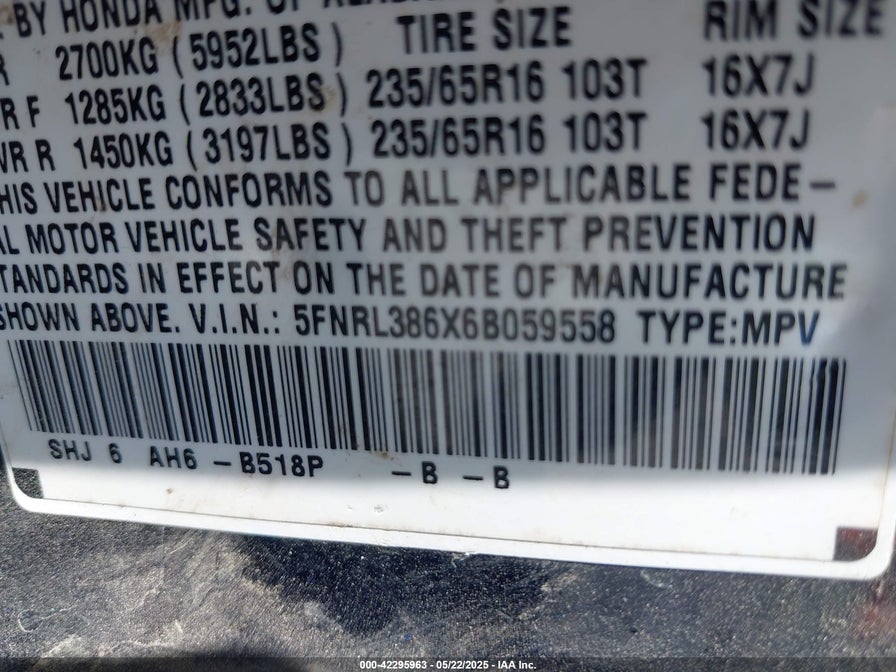 BY HONDA MFG. OF
R 2700KG (5952LBS) TIRE SIZE RIM SIZE
R F 1285KG (2833LBS) 235/65R16 103T 16X7J
WR R 1450KG (3197LBS) 235/65R16 103T 16X7J
HIS VEHICLE CONFORMS TO ALL APPLICABLE FEDE-
AL MOTOR VEHICLE SAFETY AND THEFT PREVENTION
TANDARDS IN EFFECT ON THE DATE OF MANUFACTURE
SHOWN ABOVE. V.I.N.: 5FNRL386X6B059558 TYPE:MPV
SHJ 6 AH6 -B518P -B -B
000-42295963 - 05/22/2025 - IAA Inc.